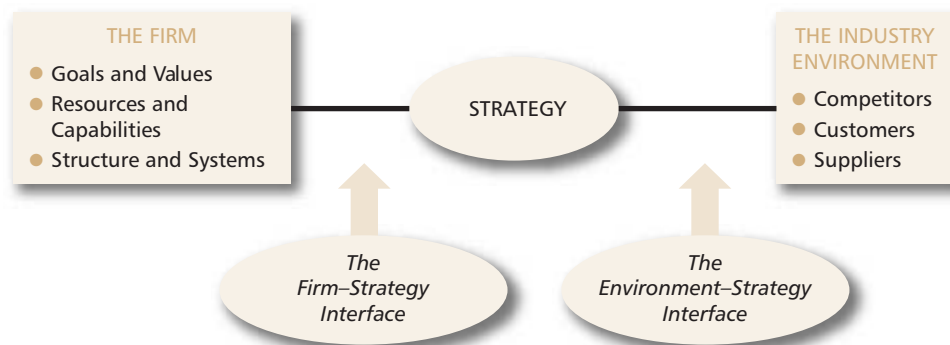 THE FIRM
Goals and Values
Resources and
Capabilities
Structure and Systems
STRATEGY
THE INDUSTRY
ENVIRONMENT
Competitors
Customers
Suppliers
The
Firm–Strategy
Interface
The
Environment–Strategy
Interface